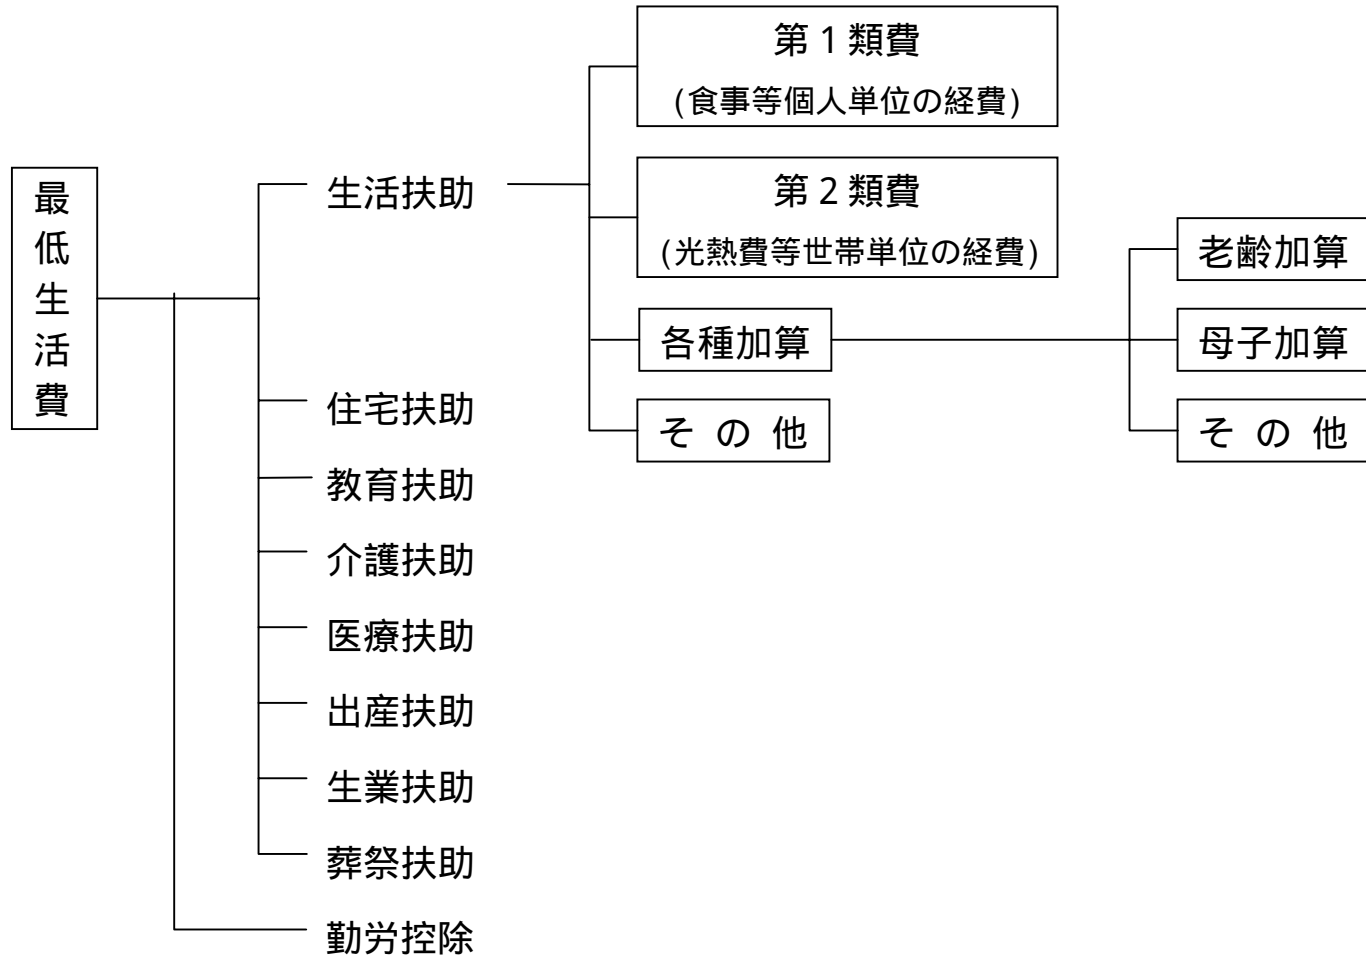 最低生活費
生活扶助
第1類費
(食事等個人単位の経費)
第2類費
(光熱費等世帯単位の経費)
各種加算
その他
老齢加算
母子加算
その他
住宅扶助
教育扶助
介護扶助
医療扶助
出産扶助
生業扶助
葬祭扶助
勤労控除